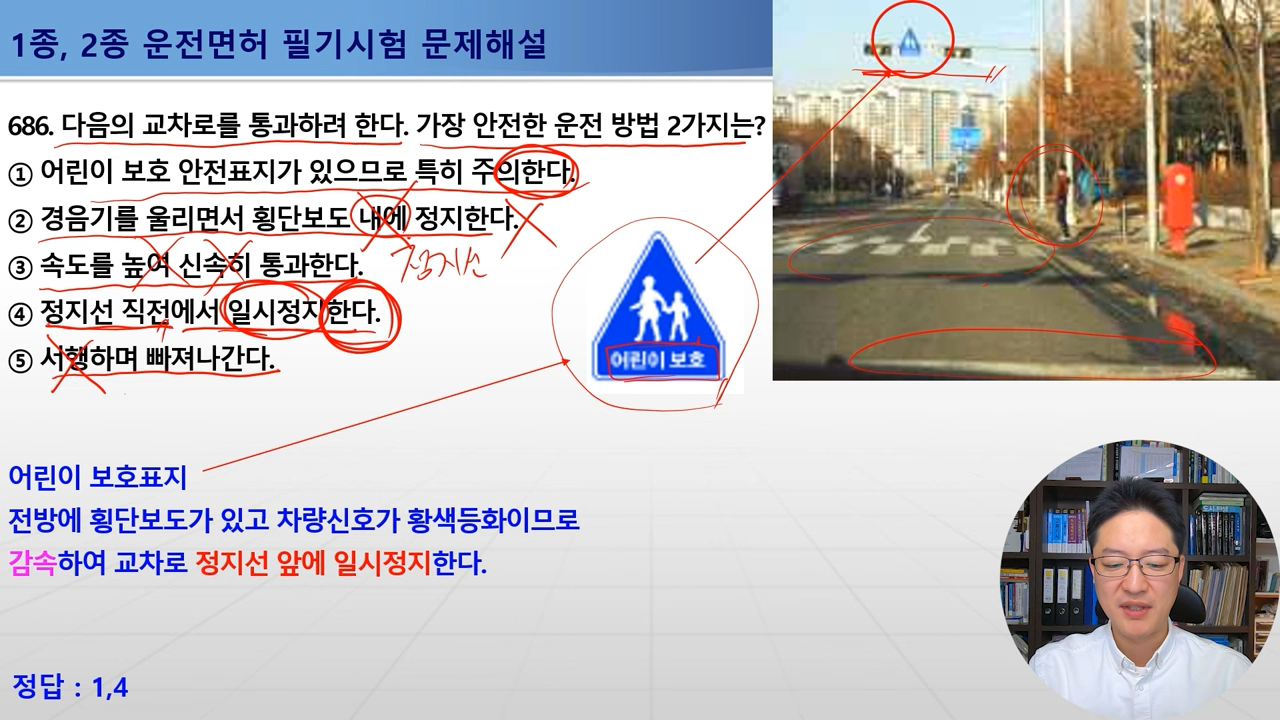 1종, 2종 운전면허 필기시험 문제해설
686. 다음의 교차로를 통과하려 한다. 가장 안전한 운전 방법 2가지는?
① 어린이 보호 안전표지가 있으므로 특히 주의한다.
② 경음기를 울리면서 횡단보도 내에 정지한다.
정지선
③ 속도를 높여 신속히 통과한다.
④ 정지선 직전에서 일시정지한다.
⑤ 서행하며 빠져나간다.
어린이 보호
어린이 보호표지
전방에 횡단보도가 있고 차량신호가 황색등화이므로
감속하여 교차로 정지선 앞에 일시정지한다.
정답 : 1,4